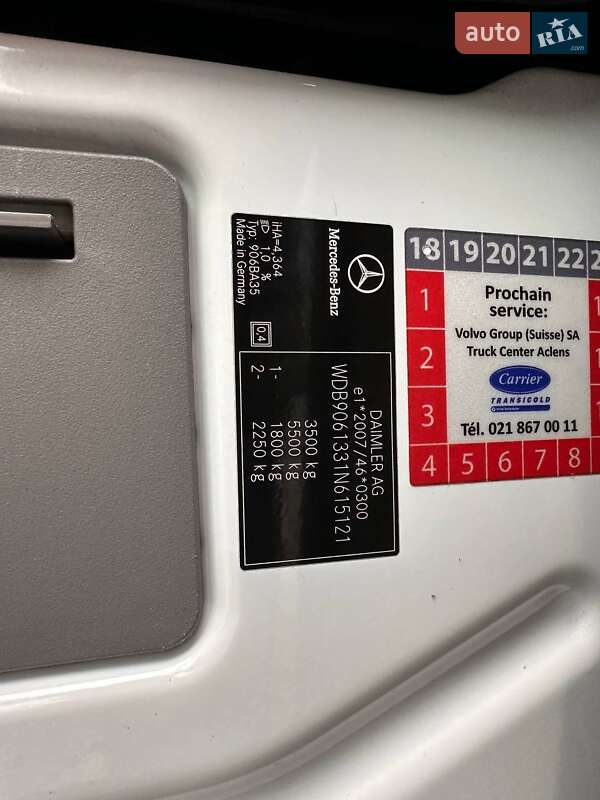 auto RIA.com
Mercedes-Benz
DAIMLER AG
e1*2007/46*0300
WDB9061331N615121
3500 kg
5500 kg
1- 1800 kg
2- 2250 kg
0,4
iHA=4,364
1,0 %
Typ: 906BA35
Made in Germany
18 19 20 21 22 2
1
2
3
4 5 6 7 8
Prochain
service:
Volvo Group (Suisse) SA
Truck Center Aclens
Carrier
TRANSICOLD
Tél. 021 867 00 11